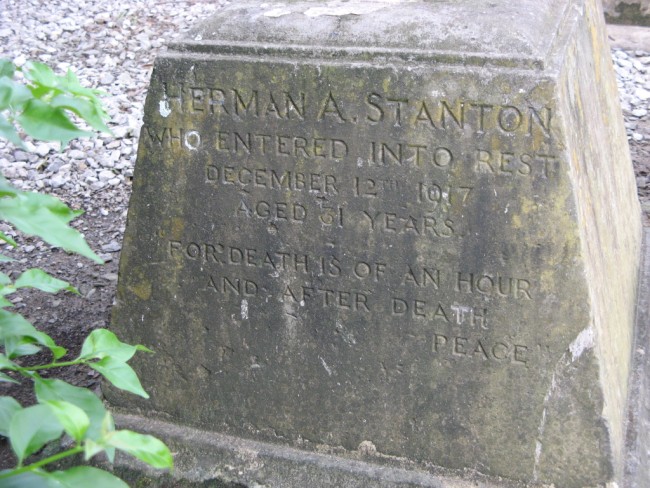 HERMAN A. STANTON
WHO ENTERED INTO REST
DECEMBER 12TH 1917
AGED 61 YEARS.
FOR "DEATH IS OF AN HOUR
AND AFTER DEATH
PEACE"